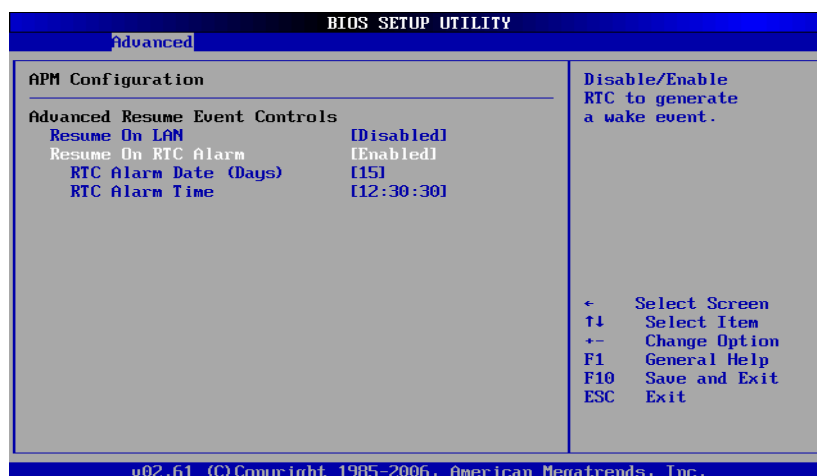 BIOS SETUP UTILITY
Advanced
APM Configuration
Advanced Resume Event Controls
Resume On LAN [Disabled]
Resume On RTC Alarm [Enabled]
RTC Alarm Date (Days) [15]
RTC Alarm Time [12:30:30]
Disable/Enable
RTC to generate
a wake event.
← Select Screen
↑↓ Select Item
+- Change Option
F1 General Help
F10 Save and Exit
ESC Exit
v02.61 (C)Copyright 1985-2006, American Megatrends, Inc.